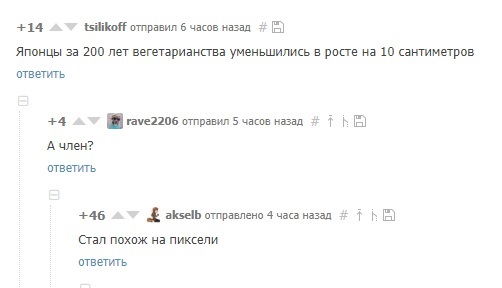 +14 tsilikoff отправил 6 часов назад #
Японцы за 200 лет вегетарианства уменьшились в росте на 10 сантиметров
ответить
+4 rave2206 отправил 5 часов назад #
А член?
ответить
+46 akselb отправлено 4 часа назад #
Стал похож на пиксели
ответить